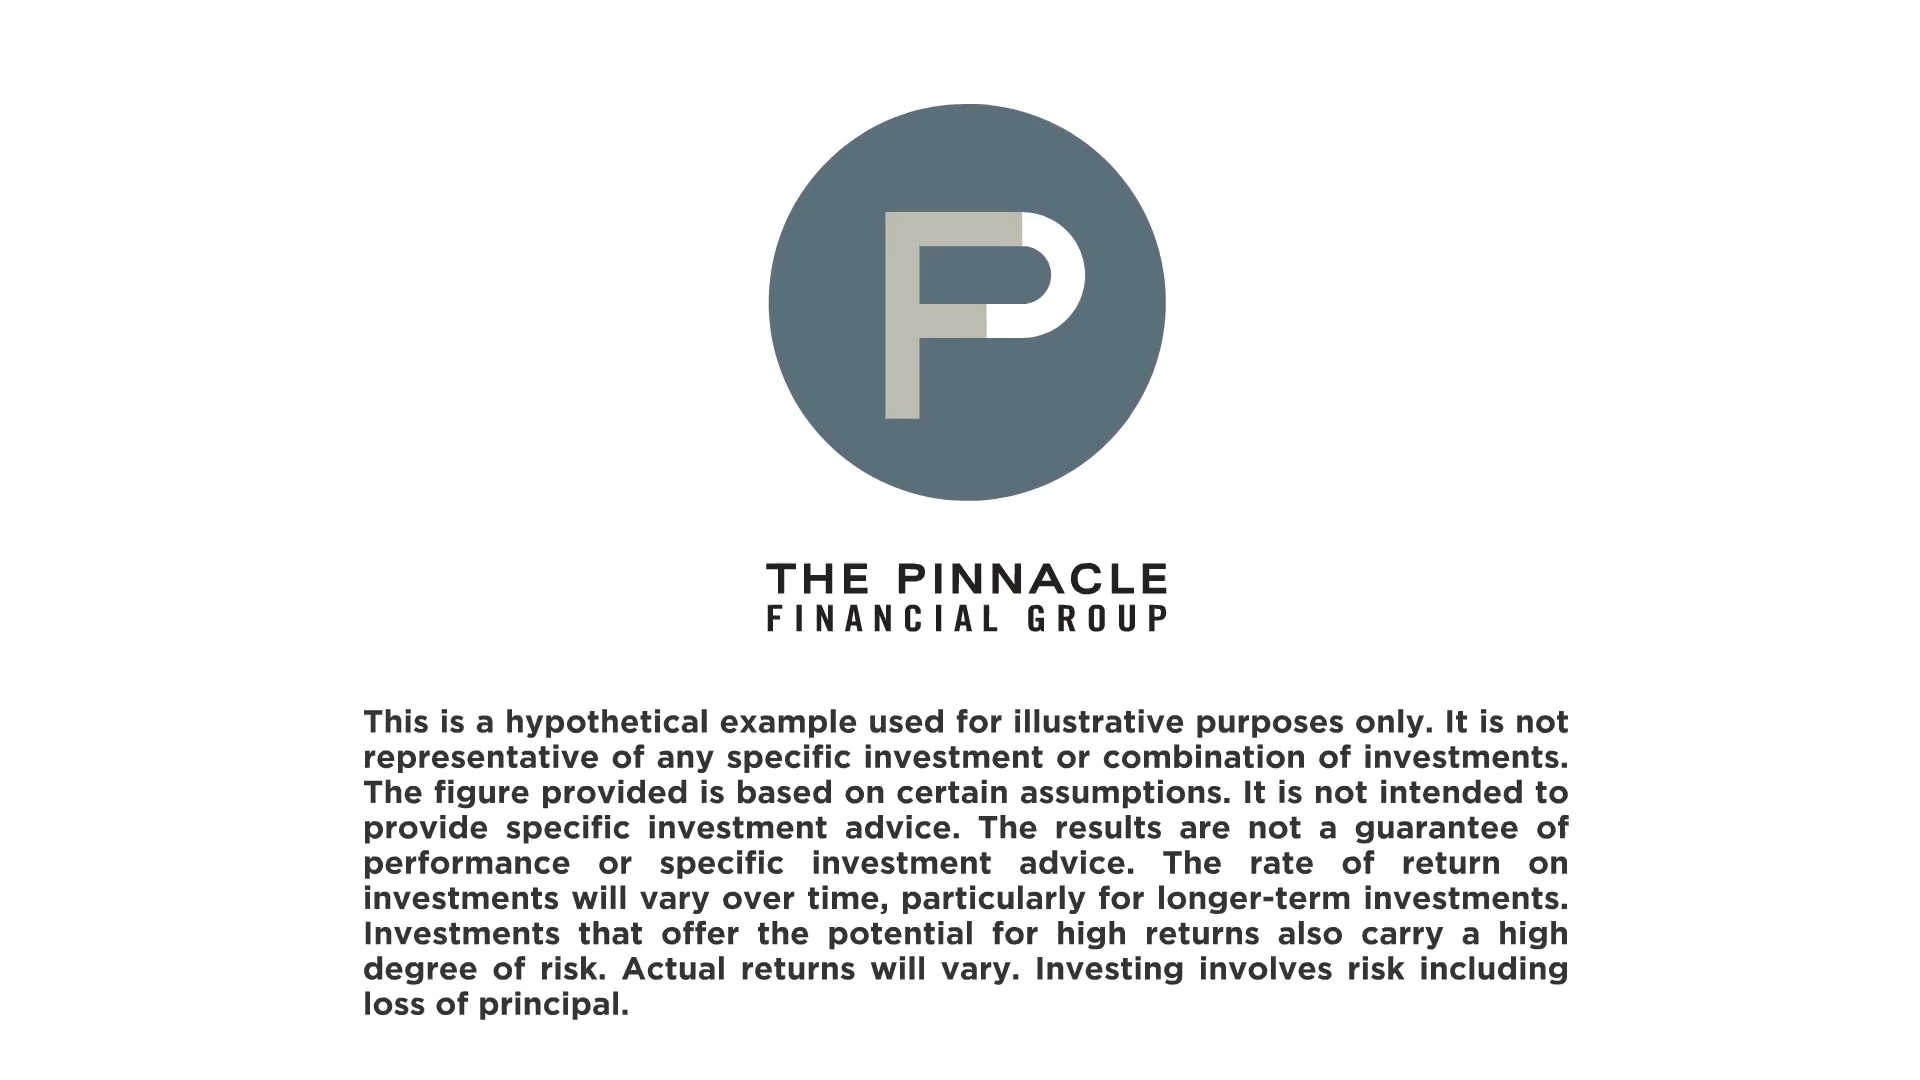 THE PINNACLE
FINANCIAL GROUP
This is a hypothetical example used for illustrative purposes only. It is not
representative of any specific investment or combination of investments.
The figure provided is based on certain assumptions. It is not intended to
provide specific investment advice. The results are not a guarantee of
performance or specific investment advice. The rate of return on
investments will vary over time, particularly for longer-term investments.
Investments that offer the potential for high returns also carry a high
degree of risk. Actual returns will vary. Investing involves risk including
loss of principal.